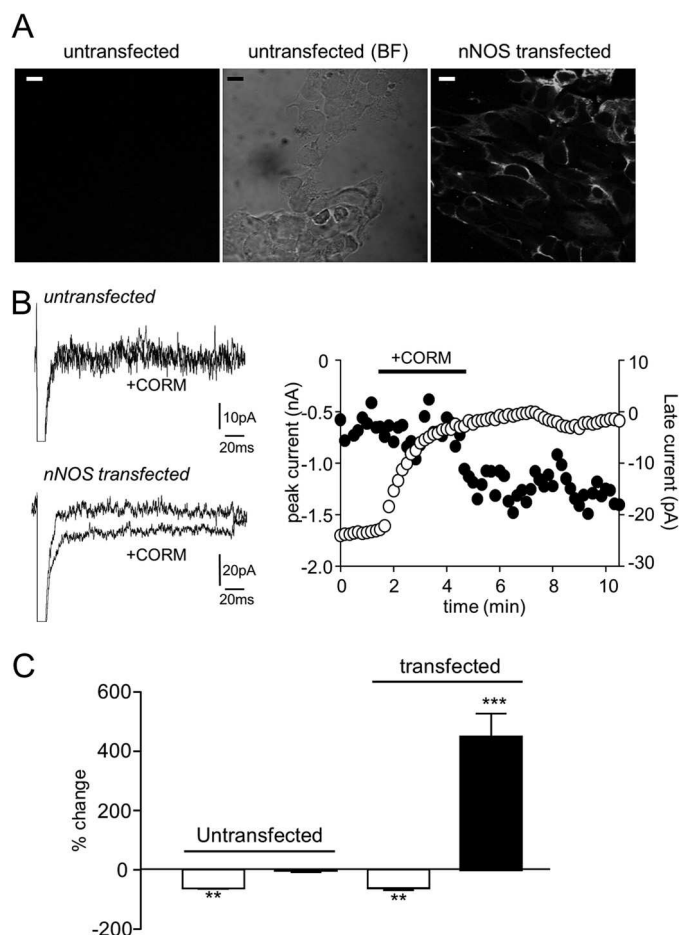 A
untransfected
untransfected (BF)
nNOS transfected
B
untransfected
+CORM
10pA
20ms
nNOS transfected
+CORM
20pA
20ms
+CORM
0
-0.5
-1.0
-1.5
-2.0
peak current (nA)
10
0
-10
-20
-30
Late current (pA)
0 2 4 6 8 10
time (min)
C
transfected
600
400
200
0
-200
% change
Untransfected
***
**
**